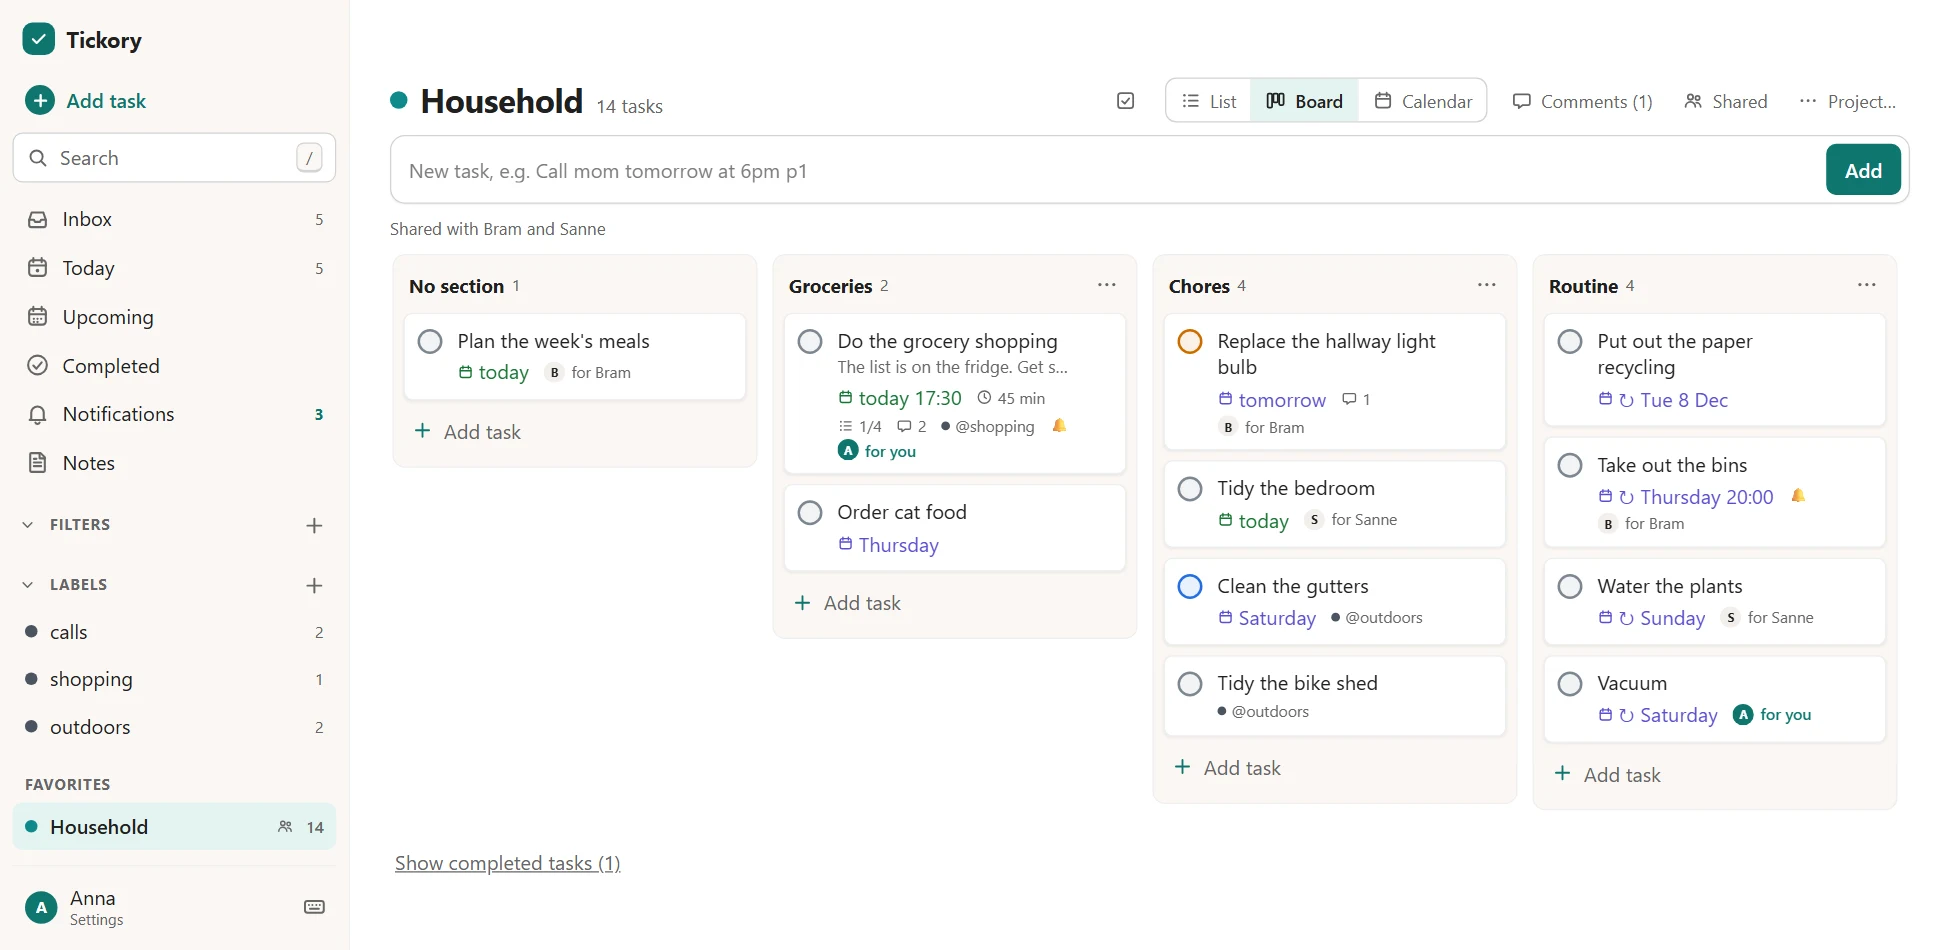 Tickory
Add task
Search /
Inbox 5
Today 5
Upcoming
Completed
Notifications 3
Notes
FILTERS
LABELS
calls 2
shopping 1
outdoors 2
FAVORITES
Household 14
A Anna
Settings
Household 14 tasks
List Board Calendar Comments (1) Shared Project...
New task, e.g. Call mom tomorrow at 6pm p1 Add
Shared with Bram and Sanne
No section 1
Plan the week's meals
today B for Bram
Add task
Groceries 2
Do the grocery shopping
The list is on the fridge. Get s...
today 17:30 45 min
1/4 2 @shopping
A for you
Order cat food
Thursday
Add task
Chores 4
Replace the hallway light
bulb
tomorrow 1
B for Bram
Tidy the bedroom
today S for Sanne
Clean the gutters
Saturday @outdoors
Tidy the bike shed
@outdoors
Add task
Routine 4
Put out the paper
recycling
Tue 8 Dec
Take out the bins
Thursday 20:00
B for Bram
Water the plants
Sunday S for Sanne
Vacuum
Saturday A for you
Add task
Show completed tasks (1)